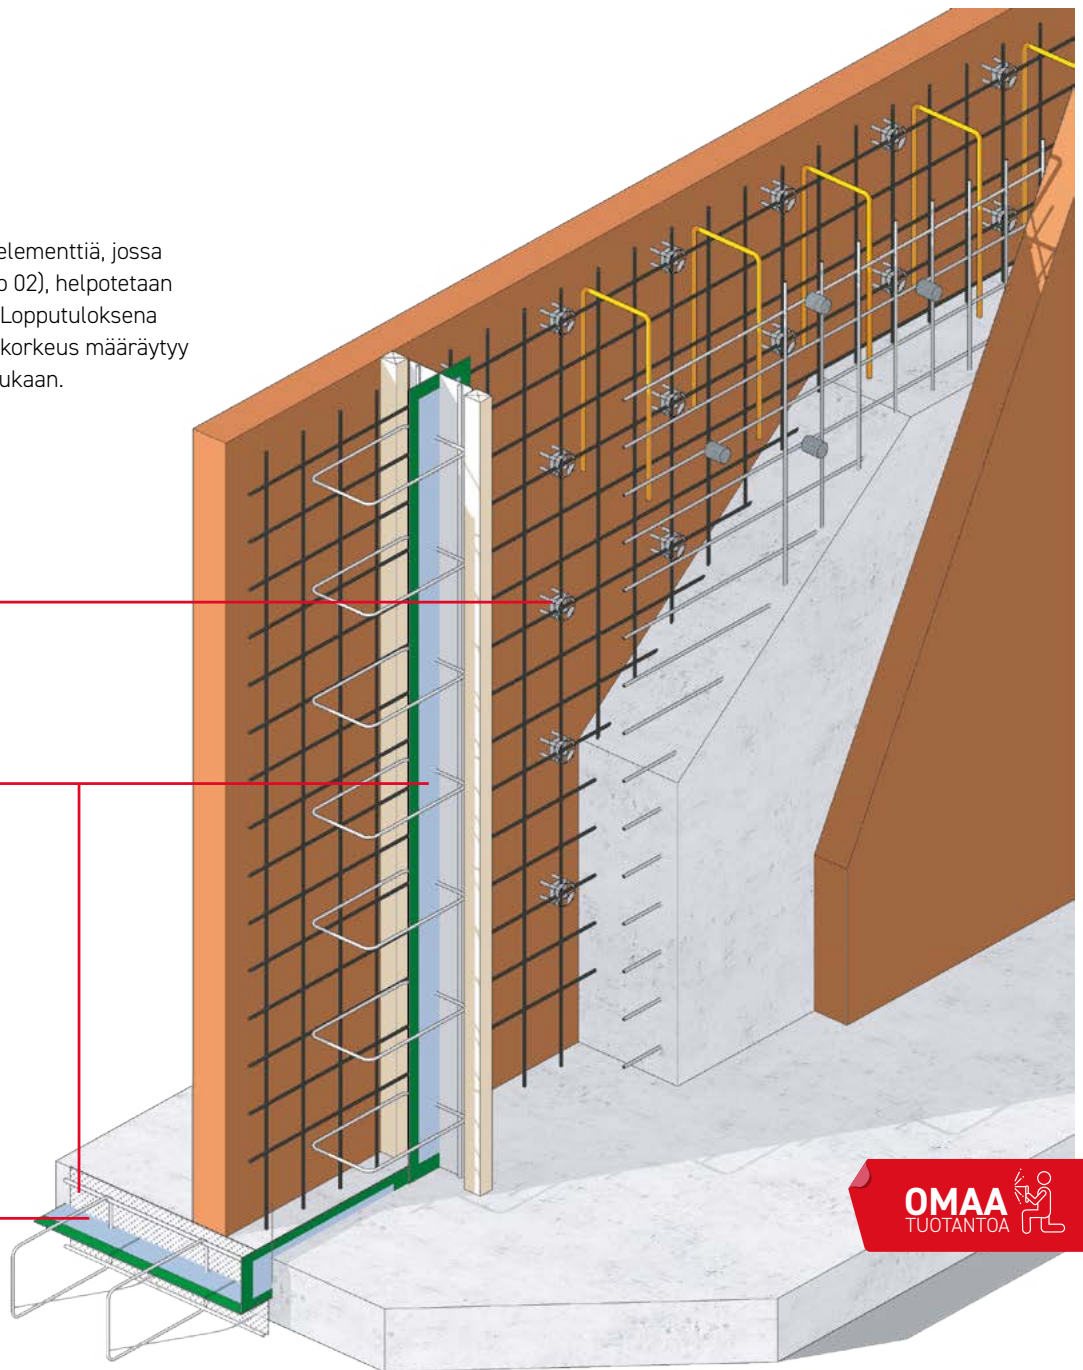 elementtiä, jossa
o 02), helpotetaan
Lopputuloksena
korkeus määräytyy
ukaan.
OMAA
TUOTANTOA